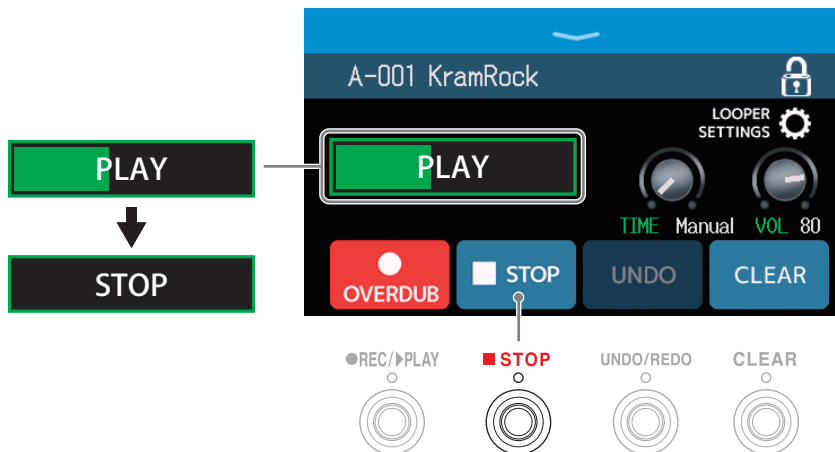 A-001 KramRock
LOOPER
SETTINGS
PLAY
PLAY
TIME Manual VOL 80
STOP
OVERDUB
STOP
UNDO
CLEAR
●REC/▶PLAY
■STOP
UNDO/REDO
CLEAR